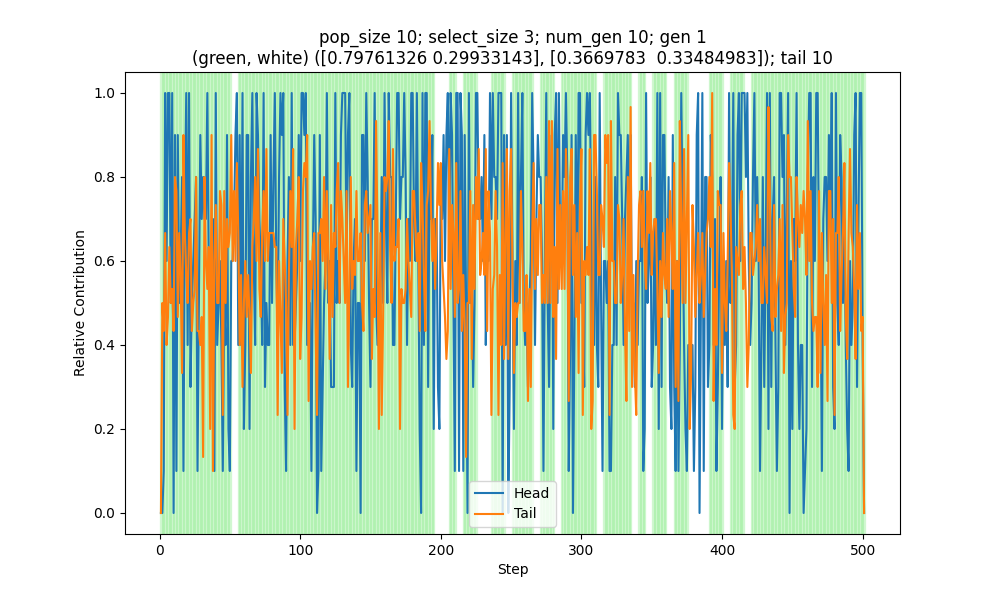 pop_size 10; select_size 3; num_gen 10; gen 1
(green, white) ([0.79761326 0.29933143], [0.3669783  0.33484983]); tail 10
1.0
0.8
0.6
0.4
0.2
0.0
Relative Contribution
Head
Tail
0
100
200
300
400
500
Step